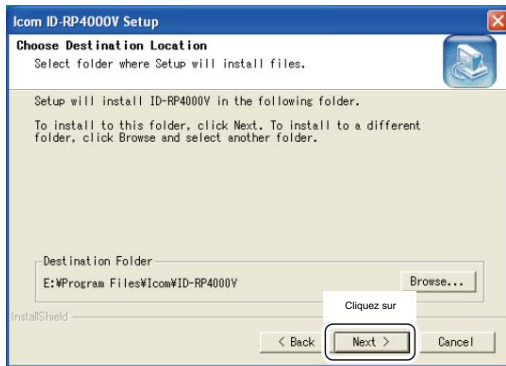 Icom ID-RP4000V Setup
Choose Destination Location
Select folder where Setup will install files.
Setup will install ID-RP4000V in the following folder.
To install to this folder, click Next. To install to a different
folder, click Browse and select another folder.
Destination Folder
E:¥Program Files¥Icom¥ID-RP4000V
Browse...
Cliquez sur
InstallShield
< Back
Next >
Cancel